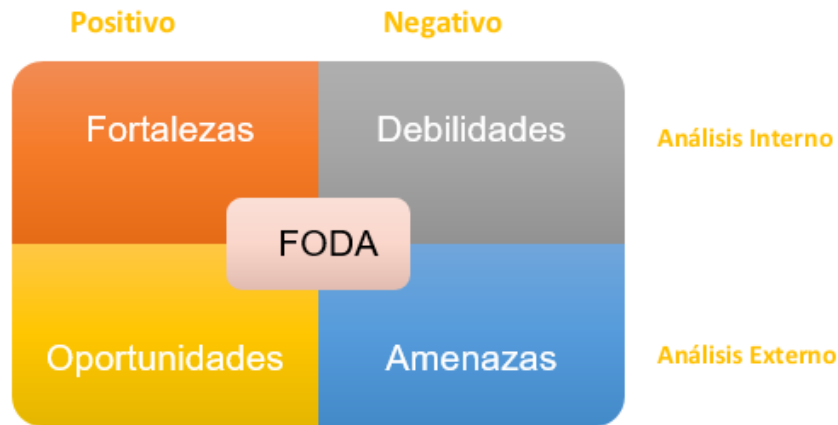 Positivo Negativo
Fortalezas Debilidades Análisis Interno
FODA
Oportunidades Amenazas Análisis Externo